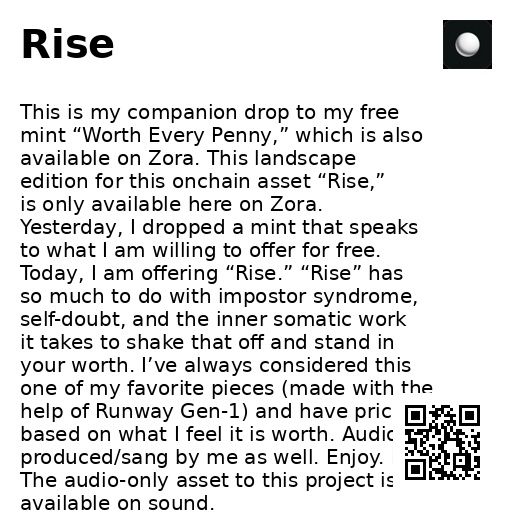 Rise
This is my companion drop to my free
mint “Worth Every Penny,” which is also
available on Zora. This landscape
edition for this onchain asset “Rise,”
is only available here on Zora.
Yesterday, I dropped a mint that speaks
to what I am willing to offer for free.
Today, I am offering “Rise.” “Rise” has
so much to do with impostor syndrome,
self-doubt, and the inner somatic work
it takes to shake that off and stand in
your worth. I’ve always considered this
one of my favorite pieces (made with the
help of Runway Gen-1) and have
based on what I feel it is worth.
produced/sang by me as well. Enjoy.
The audio-only asset to this project is
available on sound.